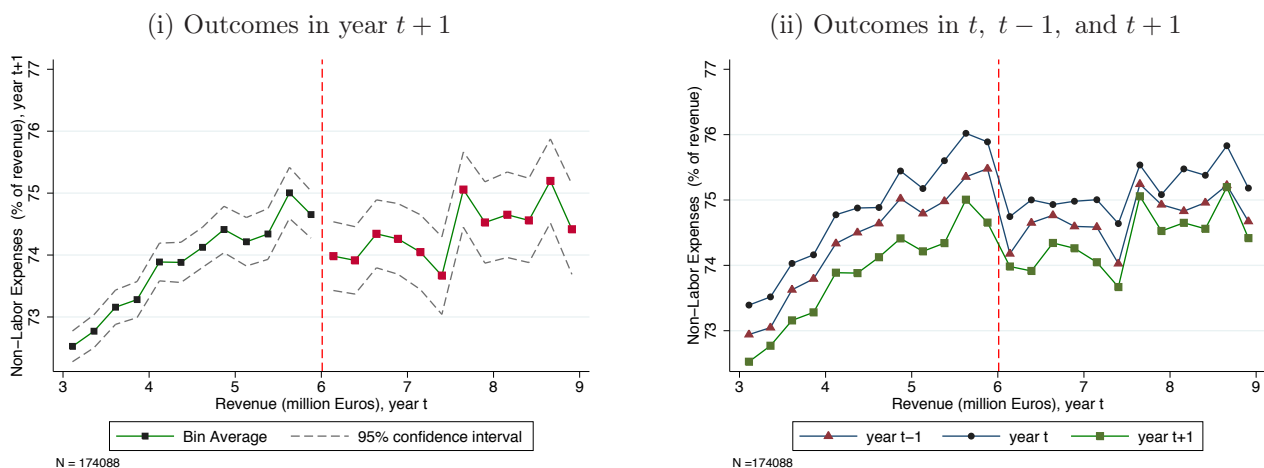 (i) Outcomes in year t + 1
Non-Labor Expenses (% of revenue), year t+1
77
76
75
74
73
3 4 5 6 7 8 9
Revenue (million Euros), year t
Bin Average 95% confidence interval
N = 174088
(ii) Outcomes in t, t − 1, and t + 1
Non-Labor Expenses (% of revenue)
77
76
75
74
73
3 4 5 6 7 8 9
Revenue (million Euros), year t
year t−1 year t year t+1
N =174088